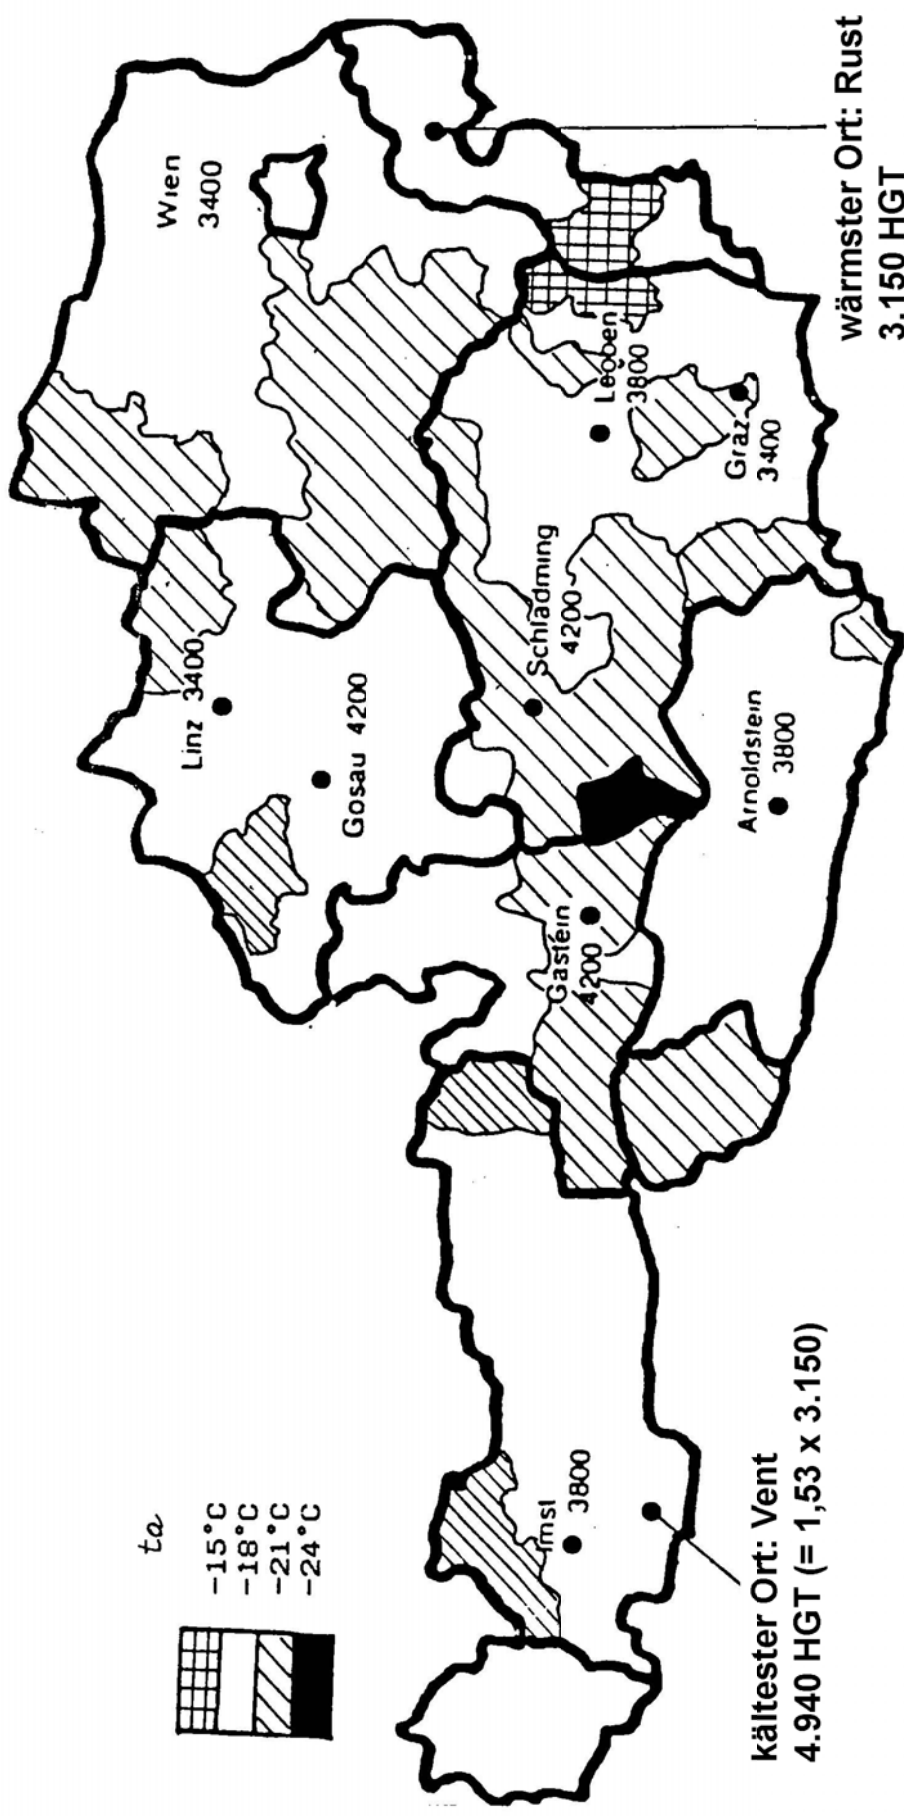 ta
-15°C
-18°C
-21°C
-24°C
Wien
3400
Linz 3400
Gosau 4200
Leoben
3800
Graz
3400
Schladming
4200
Gastein
4200
Arnoldstein
3800
Imst
3800
wärmster Ort: Rust
3.150 HGT
kältester Ort: Vent
4.940 HGT (= 1,53 x 3.150)